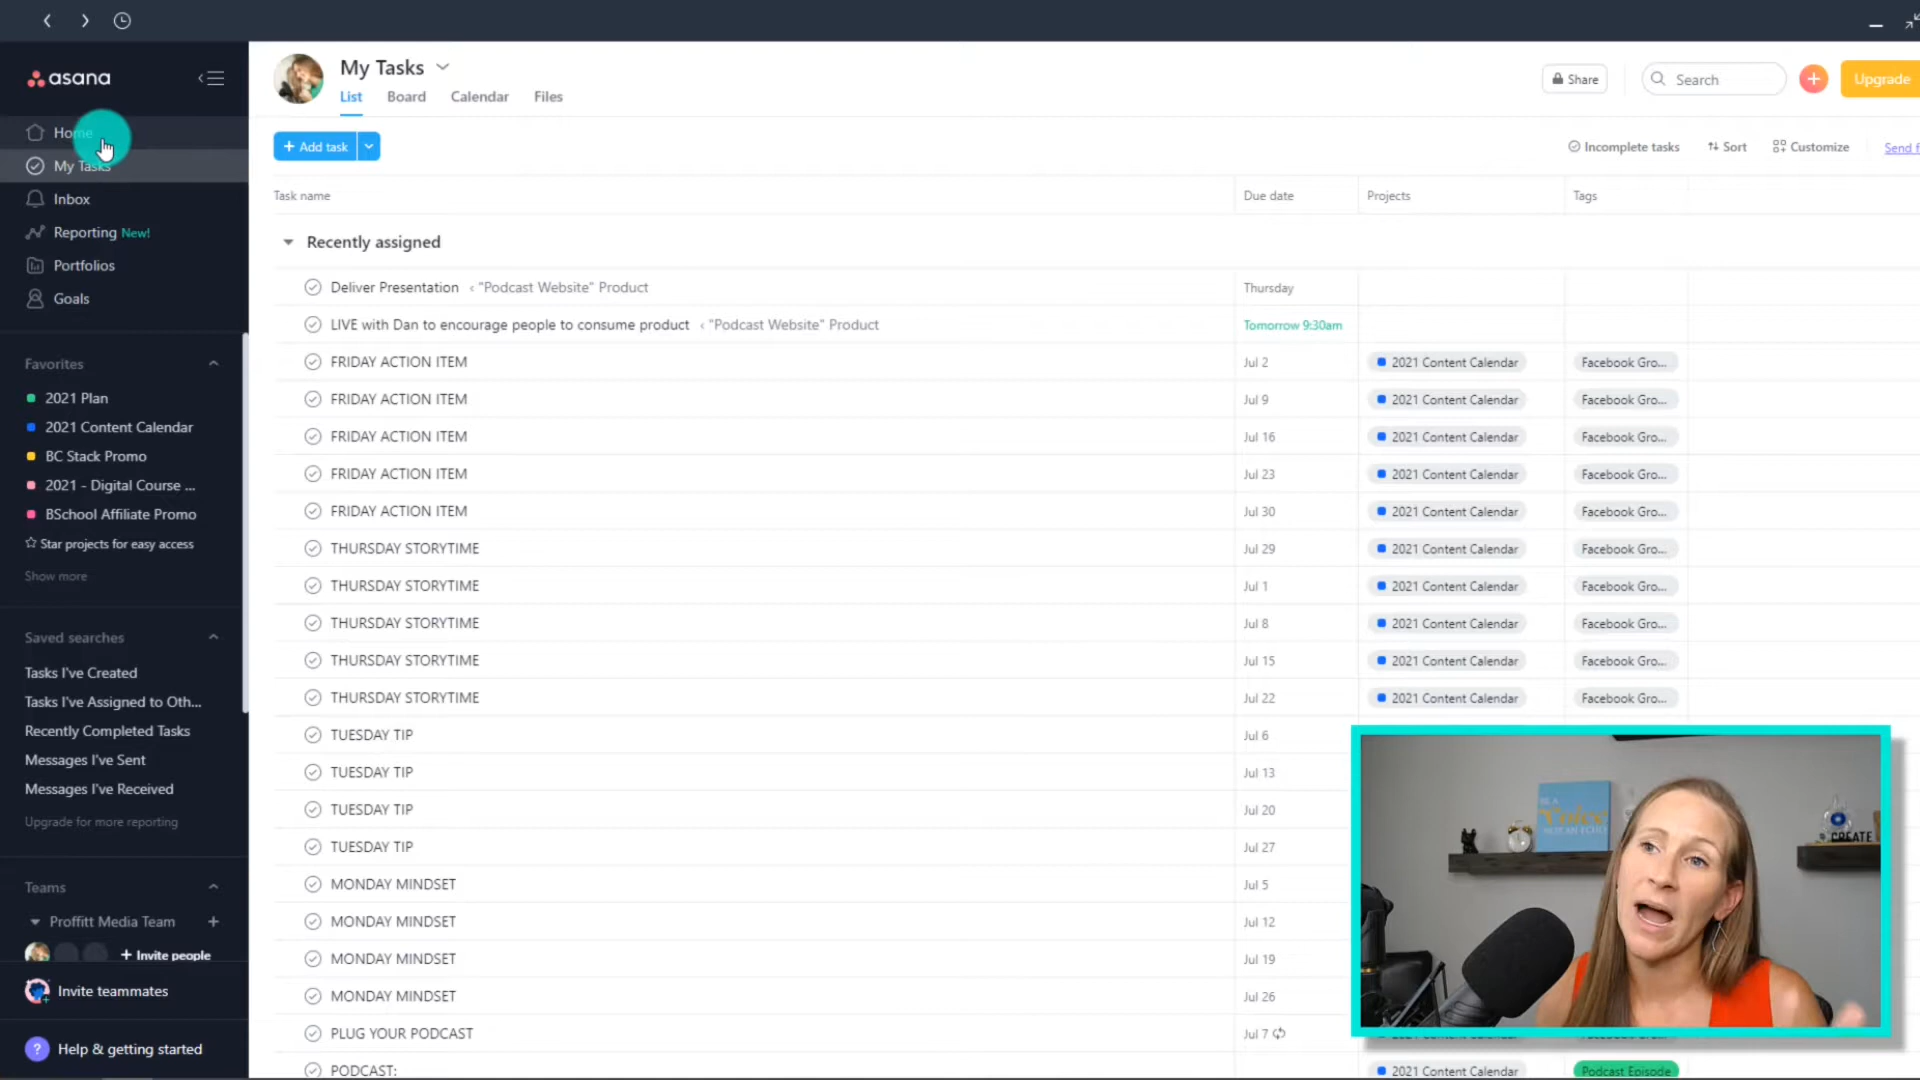 asana
Home
My Tasks
Inbox
Reporting New!
Portfolios
Goals
Favorites
2021 Plan
2021 Content Calendar
BC Stack Promo
2021 - Digital Course ...
BSchool Affiliate Promo
Star projects for easy access
Show more
Saved searches
Tasks I've Created
Tasks I've Assigned to Oth...
Recently Completed Tasks
Messages I've Sent
Messages I've Received
Upgrade for more reporting
Teams
Proffitt Media Team +
+ Invite people
Invite teammates
? Help & getting started
My Tasks
List Board Calendar Files
Share
Search
+
Upgrade
+ Add task
Incomplete tasks Sort Customize Send f
Task name Due date Projects Tags
Recently assigned
Deliver Presentation ‹ "Podcast Website" Product Thursday
LIVE with Dan to encourage people to consume product ‹ "Podcast Website" Product Tomorrow 9:30am
FRIDAY ACTION ITEM Jul 2 2021 Content Calendar Facebook Gro...
FRIDAY ACTION ITEM Jul 9 2021 Content Calendar Facebook Gro...
FRIDAY ACTION ITEM Jul 16 2021 Content Calendar Facebook Gro...
FRIDAY ACTION ITEM Jul 23 2021 Content Calendar Facebook Gro...
FRIDAY ACTION ITEM Jul 30 2021 Content Calendar Facebook Gro...
THURSDAY STORYTIME Jul 29 2021 Content Calendar Facebook Gro...
THURSDAY STORYTIME Jul 1 2021 Content Calendar Facebook Gro...
THURSDAY STORYTIME Jul 8 2021 Content Calendar Facebook Gro...
THURSDAY STORYTIME Jul 15 2021 Content Calendar Facebook Gro...
THURSDAY STORYTIME Jul 22 2021 Content Calendar Facebook Gro...
TUESDAY TIP Jul 6
TUESDAY TIP Jul 13
TUESDAY TIP Jul 20
TUESDAY TIP Jul 27
MONDAY MINDSET Jul 5
MONDAY MINDSET Jul 12
MONDAY MINDSET Jul 19
MONDAY MINDSET Jul 26
PLUG YOUR PODCAST Jul 7
PODCAST: 2021 Content Calendar Podcast Episode
Voice
CREATE